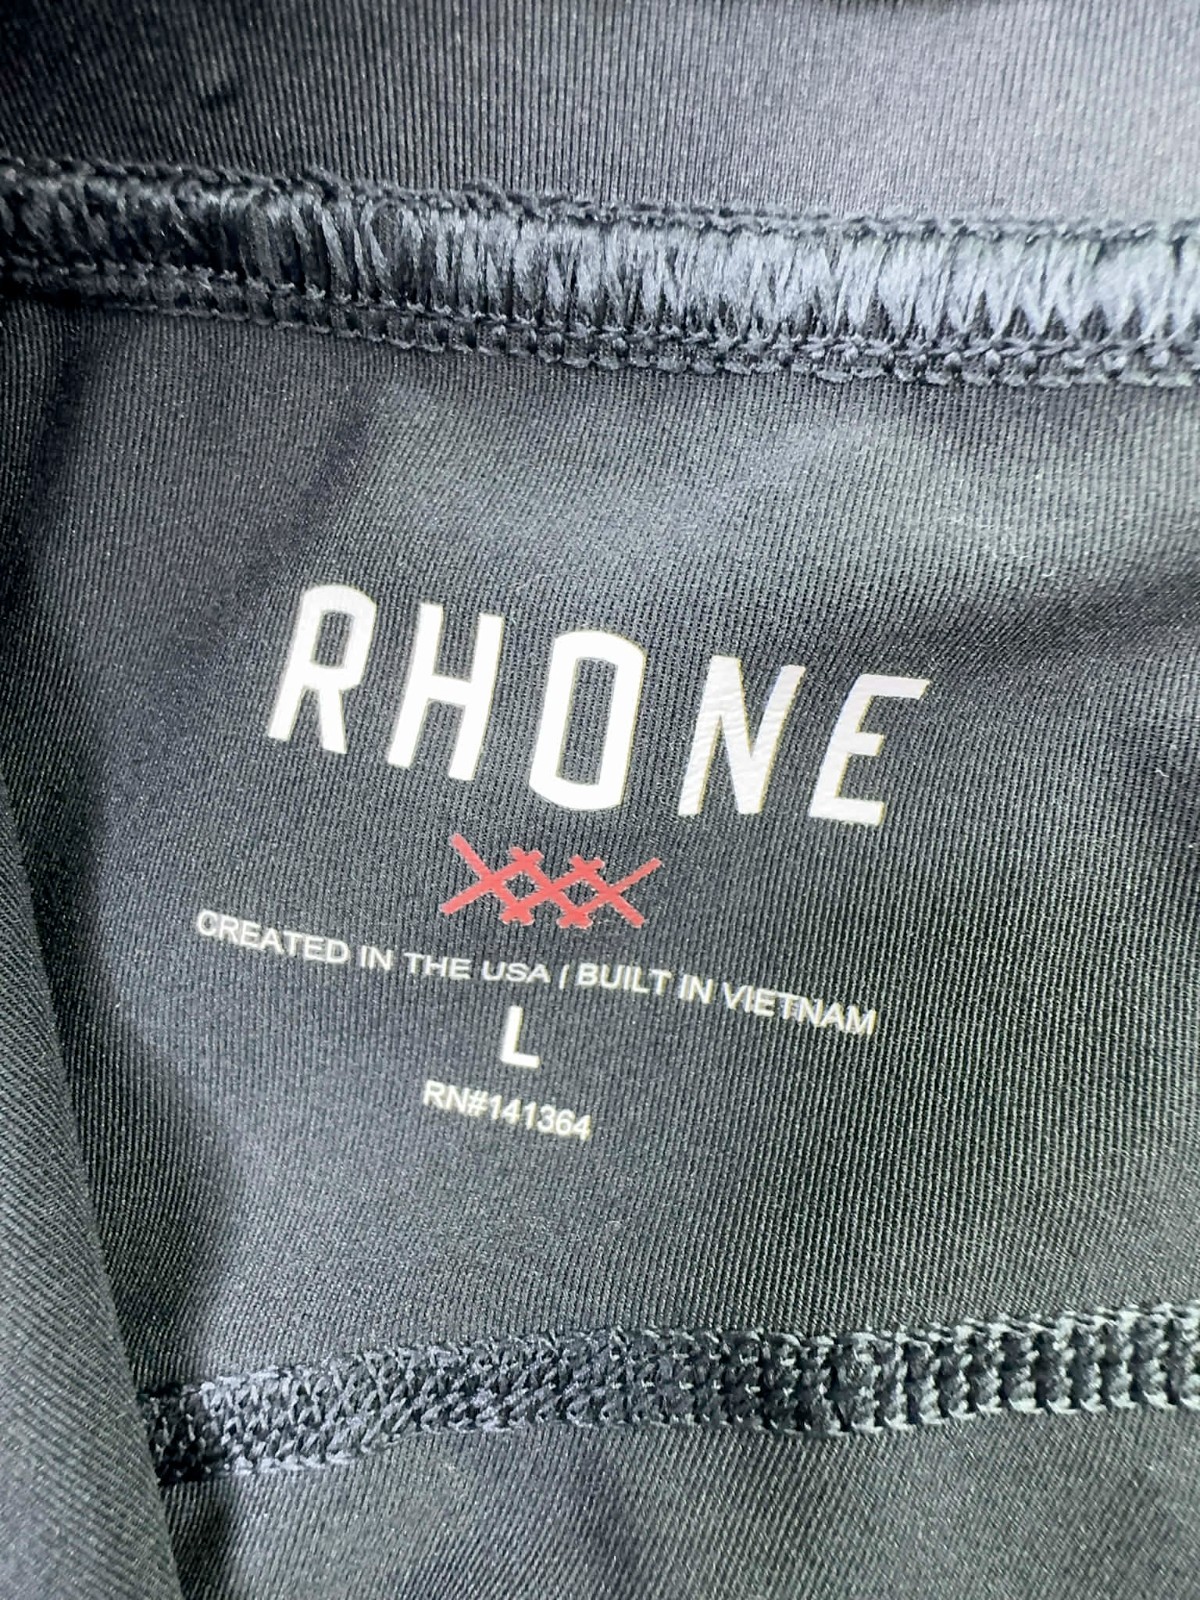 RHONE
CREATED IN THE USA | BUILT IN VIETNAM
L
RN#141364